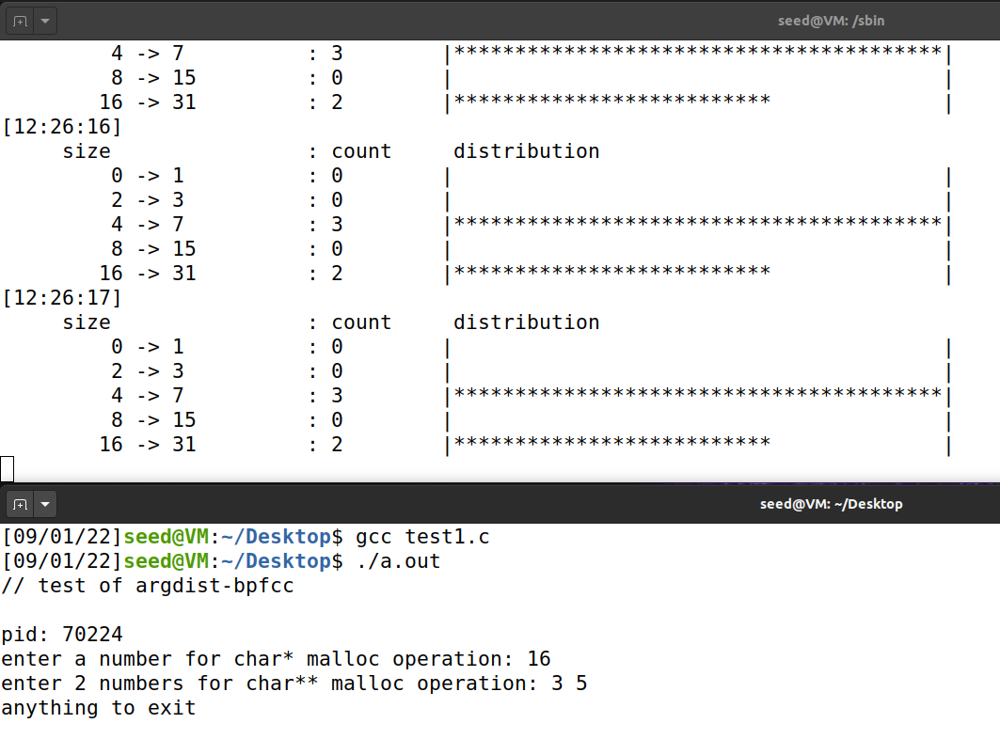 seed@VM: /sbin
4 -> 7 : 3 |****************************************|
8 -> 15 : 0 | |
16 -> 31 : 2 |************************** |
[12:26:16]
size : count distribution
0 -> 1 : 0 | |
2 -> 3 : 0 | |
4 -> 7 : 3 |****************************************|
8 -> 15 : 0 | |
16 -> 31 : 2 |************************** |
[12:26:17]
size : count distribution
0 -> 1 : 0 | |
2 -> 3 : 0 | |
4 -> 7 : 3 |****************************************|
8 -> 15 : 0 | |
16 -> 31 : 2 |************************** |
seed@VM: ~/Desktop
[09/01/22]seed@VM:~/Desktop$ gcc test1.c
[09/01/22]seed@VM:~/Desktop$ ./a.out
// test of argdist-bpfcc
pid: 70224
enter a number for char* malloc operation: 16
enter 2 numbers for char** malloc operation: 3 5
anything to exit